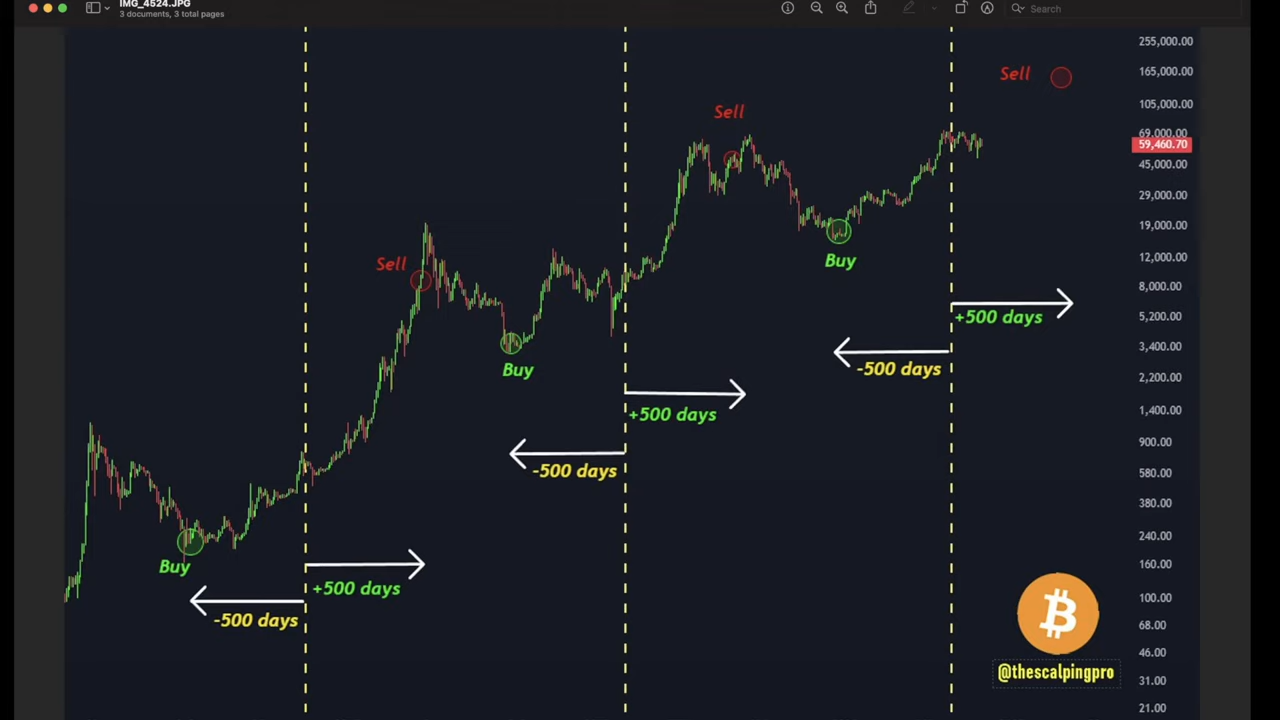 IMG_4524.JPG
3 documents, 3 total pages
Search
255,000.00
Sell
165,000.00
Sell
105,000.00
69,000.00
59,460.70
45,000.00
29,000.00
19,000.00
Buy
Sell
12,000.00
8,000.00
+500 days
5,200.00
3,400.00
Buy
-500 days
2,200.00
+500 days
1,400.00
900.00
-500 days
580.00
380.00
240.00
Buy
160.00
+500 days
100.00
-500 days
68.00
46.00
@thescalpingpro
31.00
21.00